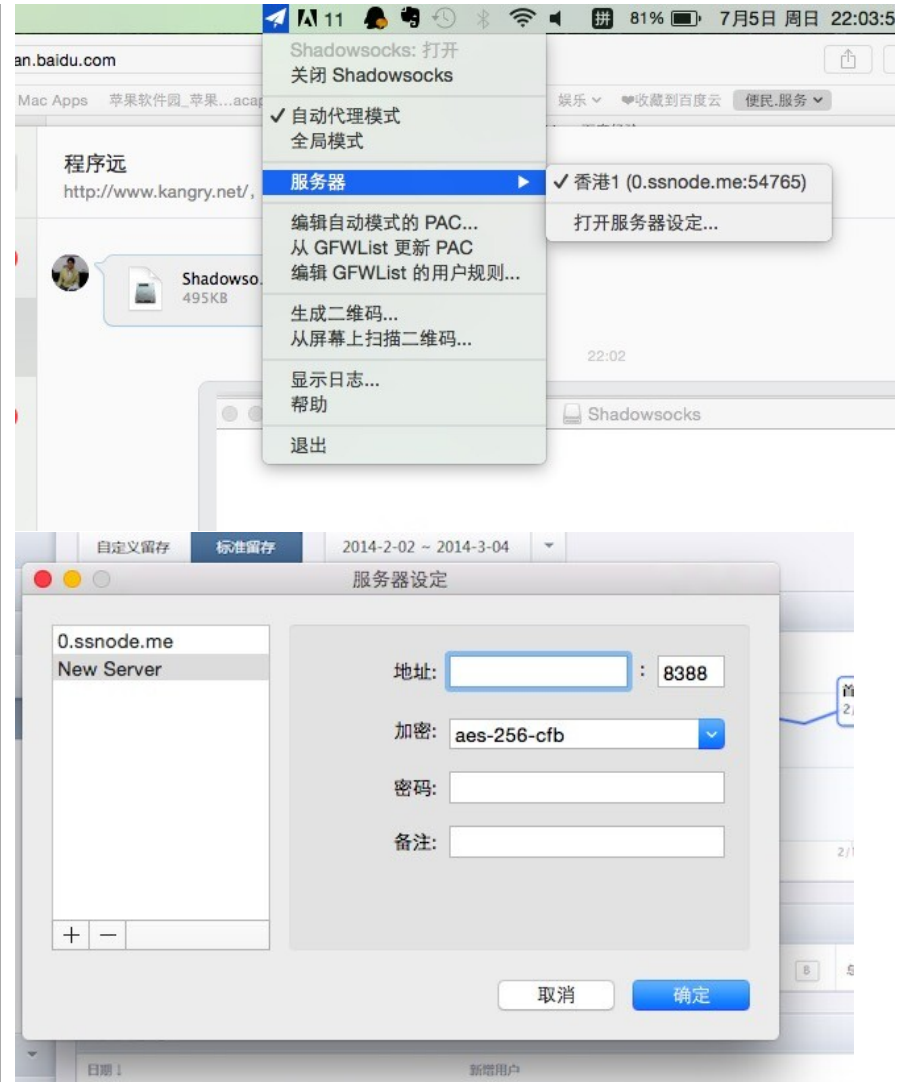 11
81%
7月5日 周日 22:03:5
an.baidu.com
Mac Apps 苹果软件园_苹果...acap
娱乐
❤收藏到百度云
便民.服务
Shadowsocks: 打开
关闭 Shadowsocks
✓ 自动代理模式
全局模式
服务器
✓ 香港1 (0.ssnode.me:54765)
打开服务器设定...
编辑自动模式的 PAC...
从 GFWList 更新 PAC
编辑 GFWList 的用户规则...
生成二维码...
从屏幕上扫描二维码...
显示日志...
帮助
退出
程序远
http://www.kangry.net/，
Shadowso.
495KB
22:02
Shadowsocks
自定义留存
标准留存
2014-2-02 ~ 2014-3-04
服务器设定
0.ssnode.me
New Server
地址:
: 8388
加密: aes-256-cfb
密码:
备注:
+ −
取消
确定
首
2/
2/1
8
日期↓
新增用户